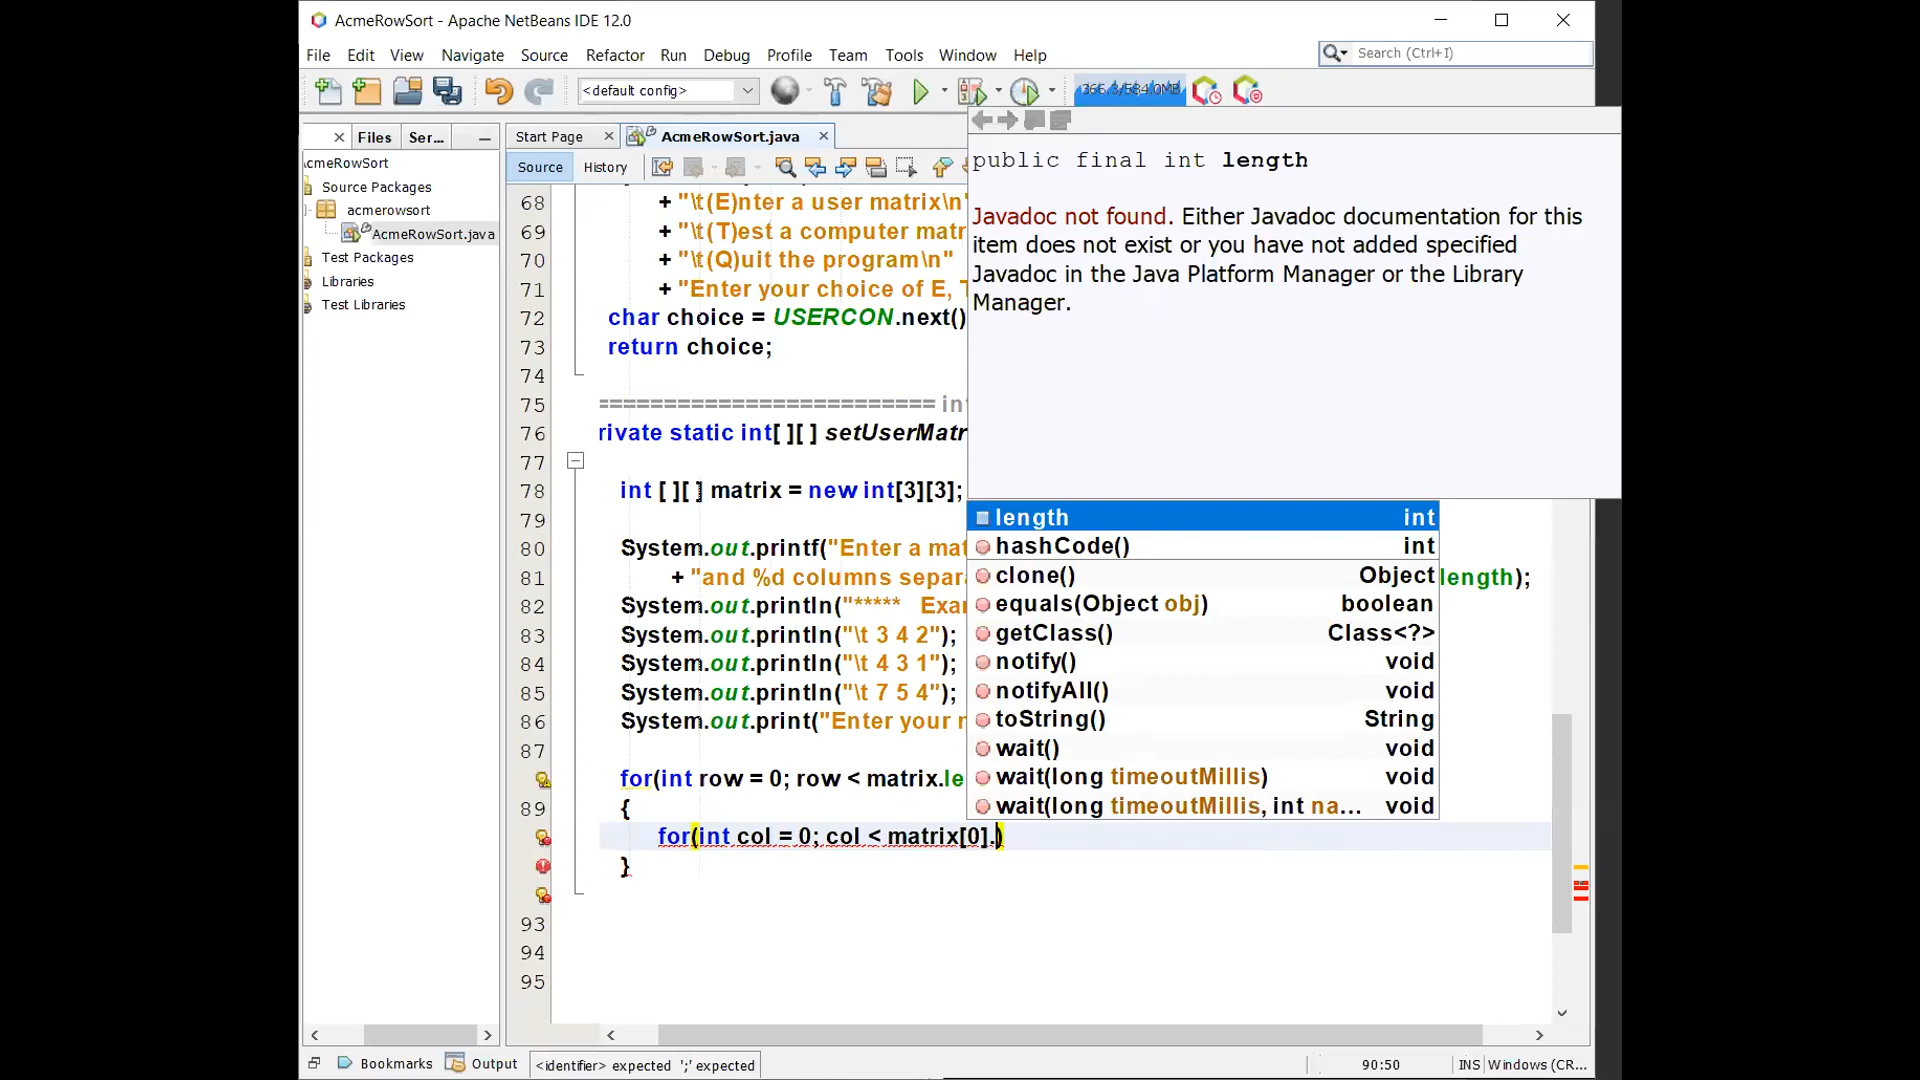 AcmeRowSort - Apache NetBeans IDE 12.0
File Edit View Navigate Source Refactor Run Debug Profile Team Tools Window Help
Search (Ctrl+I)
<default config>
366.3/584.0MB
Files Ser...
Start Page
AcmeRowSort.java
Source History
cmeRowSort
Source Packages
acmerowsort
AcmeRowSort.java
Test Packages
Libraries
Test Libraries
public final int length
Javadoc not found. Either Javadoc documentation for this
item does not exist or you have not added specified
Javadoc in the Java Platform Manager or the Library
Manager.
68 + "\t(E)nter a user matrix\n"
69 + "\t(T)est a computer matr
70 + "\t(Q)uit the program\n"
71 + "Enter your choice of E, T
72 char choice = USERCON.next()
73 return choice;
74
75 ========================== int
76 rivate static int[ ][ ] setUserMatr
77
78 int [ ][ ] matrix = new int[3][3];
79
80 System.out.printf("Enter a mat
81 + "and %d columns separa length);
82 System.out.println("***** Exam
83 System.out.println("\t 3 4 2");
84 System.out.println("\t 4 3 1");
85 System.out.println("\t 7 5 4");
86 System.out.print("Enter your r
87
for(int row = 0; row < matrix.le
89 {
for(int col = 0; col < matrix[0].)
}
93
94
95
length int
hashCode() int
clone() Object
equals(Object obj) boolean
getClass() Class<?>
notify() void
notifyAll() void
toString() String
wait() void
wait(long timeoutMillis) void
wait(long timeoutMillis, int na... void
Bookmarks Output <identifier> expected ';' expected 90:50 INS Windows (CR...